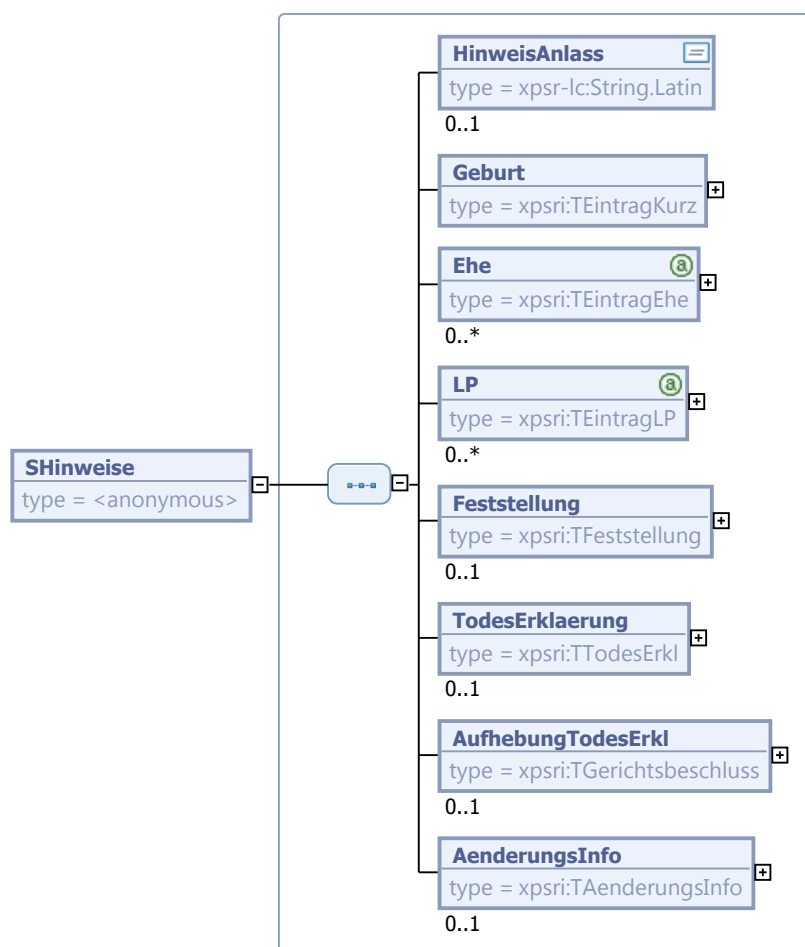 HinweisAnlass
type = xpsr-lc:String.Latin
0..1
Geburt
type = xpsri:TEintragKurz
Ehe
type = xpsri:TEintragEhe
0..*
LP
type = xpsri:TEintragLP
0..*
SHinweise
type = <anonymous>
Feststellung
type = xpsri:TFeststellung
0..1
TodesErklaerung
type = xpsri:TTodesErkl
0..1
AufhebungTodesErkl
type = xpsri:TGerichtsbeschluss
0..1
AenderungsInfo
type = xpsri:TAenderungsInfo
0..1